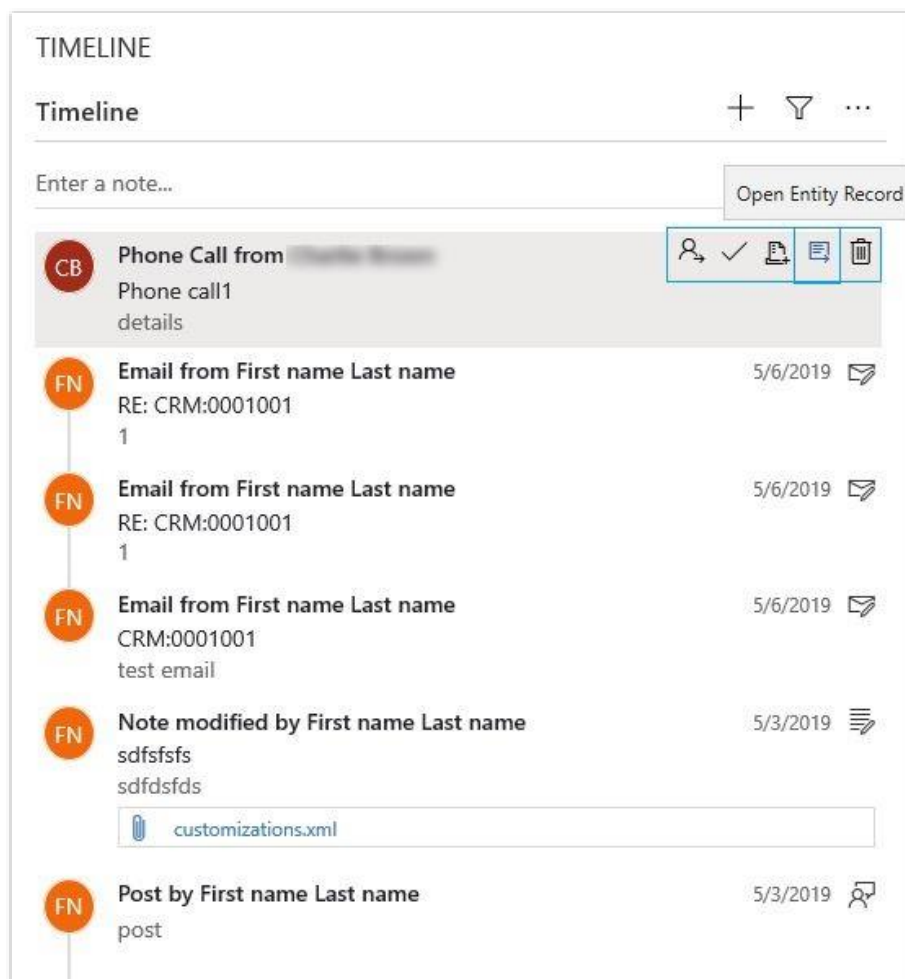 TIMELINE
Timeline
Enter a note...
Open Entity Record
CB
Phone Call from
Phone call1
details
FN
Email from First name Last name
5/6/2019
RE: CRM:0001001
1
FN
Email from First name Last name
5/6/2019
RE: CRM:0001001
1
FN
Email from First name Last name
5/6/2019
CRM:0001001
test email
FN
Note modified by First name Last name
5/3/2019
sdfsfsfs
sdfdsfds
customizations.xml
FN
Post by First name Last name
5/3/2019
post